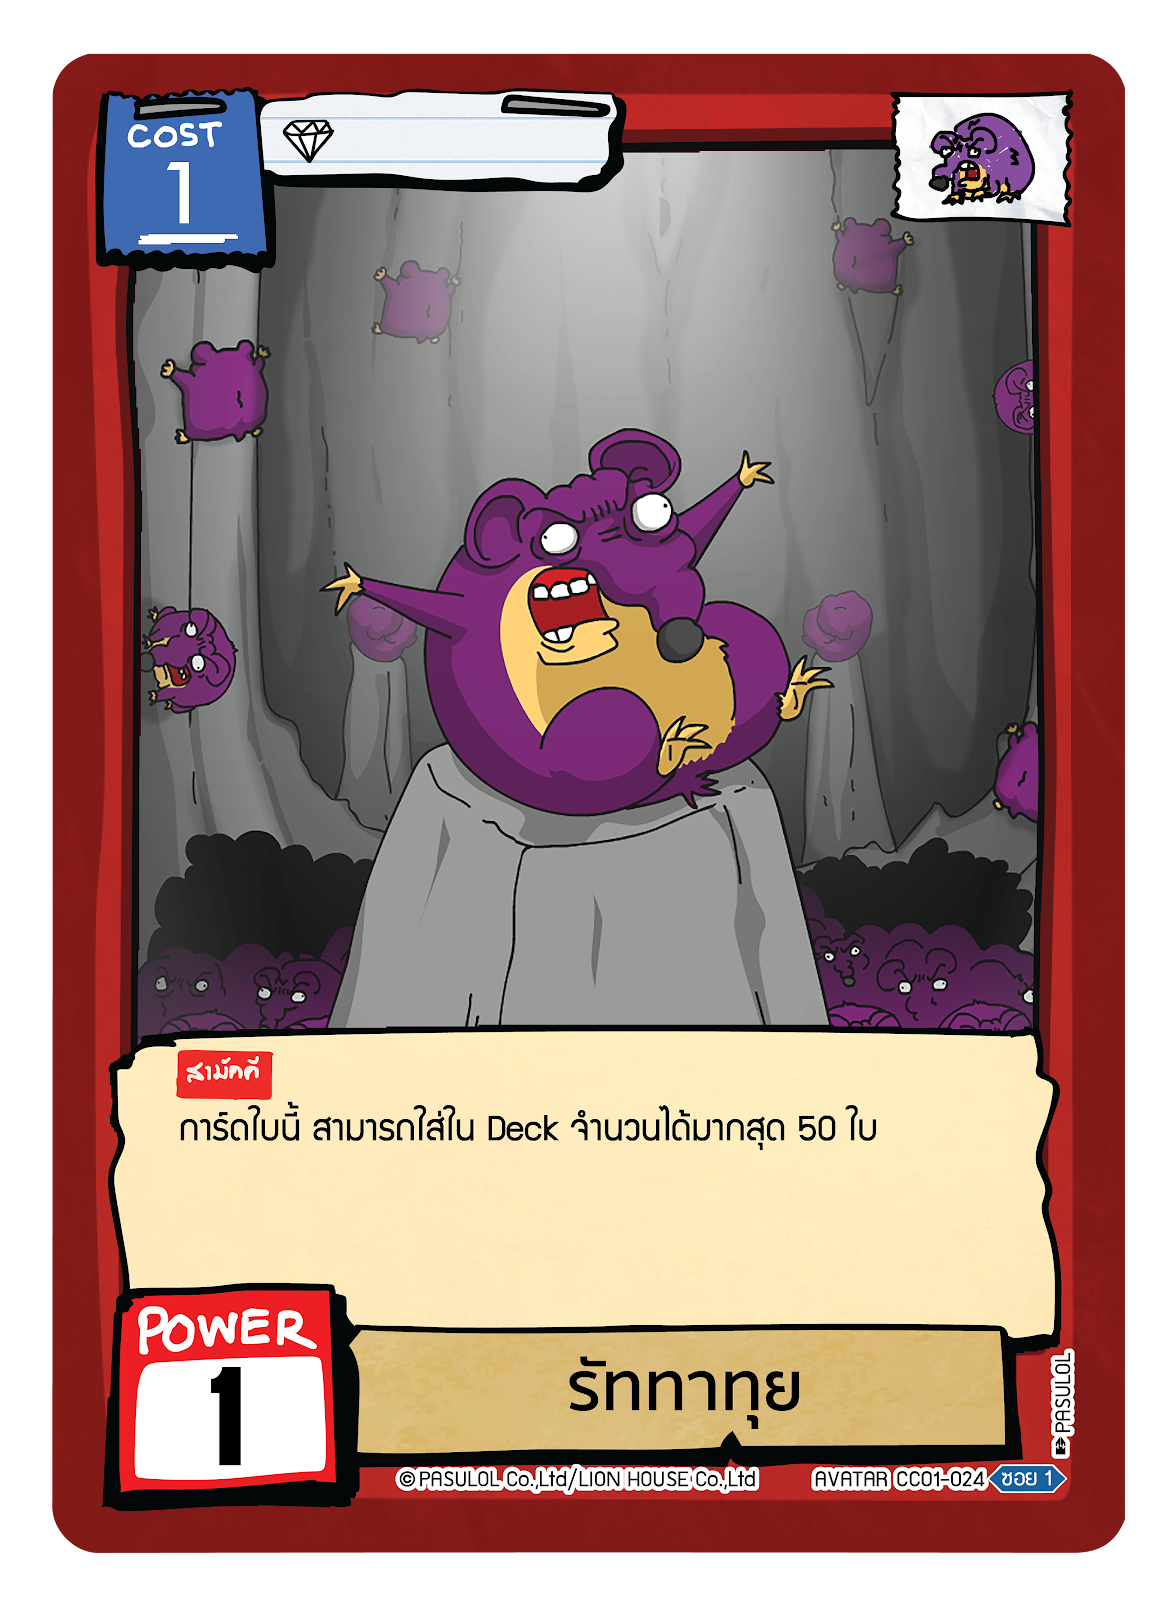 COST
1
สามัคคี
การ์ดใบนี้ สามารถใส่ใน Deck จำนวนได้มากสุด 50 ใบ
POWER
1
รัททาทุย
PASULOL
© PASULOL Co.,Ltd/LION HOUSE Co.,Ltd
AVATAR CC01-024 ซอย 1